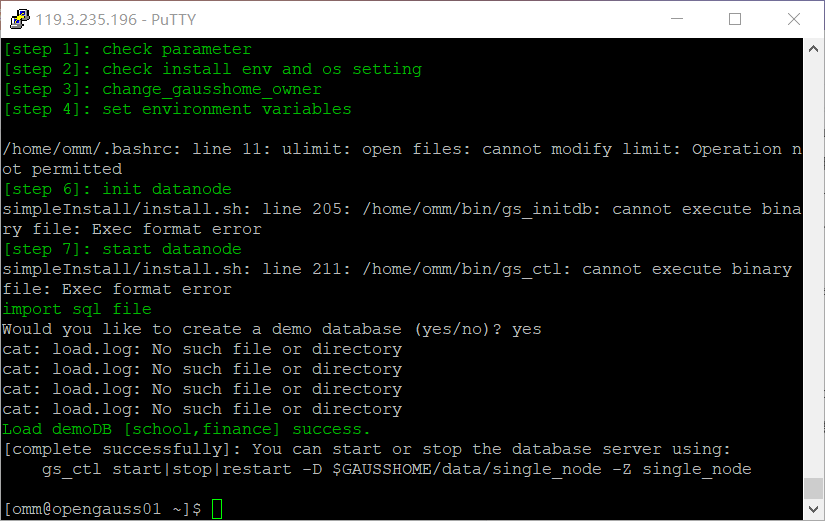 119.3.235.196 - PuTTY
[step 1]: check parameter
[step 2]: check install env and os setting
[step 3]: change_gausshome_owner
[step 4]: set environment variables
/home/omm/.bashrc: line 11: ulimit: open files: cannot modify limit: Operation n
ot permitted
[step 6]: init datanode
simpleInstall/install.sh: line 205: /home/omm/bin/gs_initdb: cannot execute bina
ry file: Exec format error
[step 7]: start datanode
simpleInstall/install.sh: line 211: /home/omm/bin/gs_ctl: cannot execute binary
file: Exec format error
import sql file
Would you like to create a demo database (yes/no)? yes
cat: load.log: No such file or directory
cat: load.log: No such file or directory
cat: load.log: No such file or directory
cat: load.log: No such file or directory
Load demoDB [school,finance] success.
[complete successfully]: You can start or stop the database server using:
    gs_ctl start|stop|restart -D $GAUSSHOME/data/single_node -Z single_node
[omm@opengauss01 ~]$